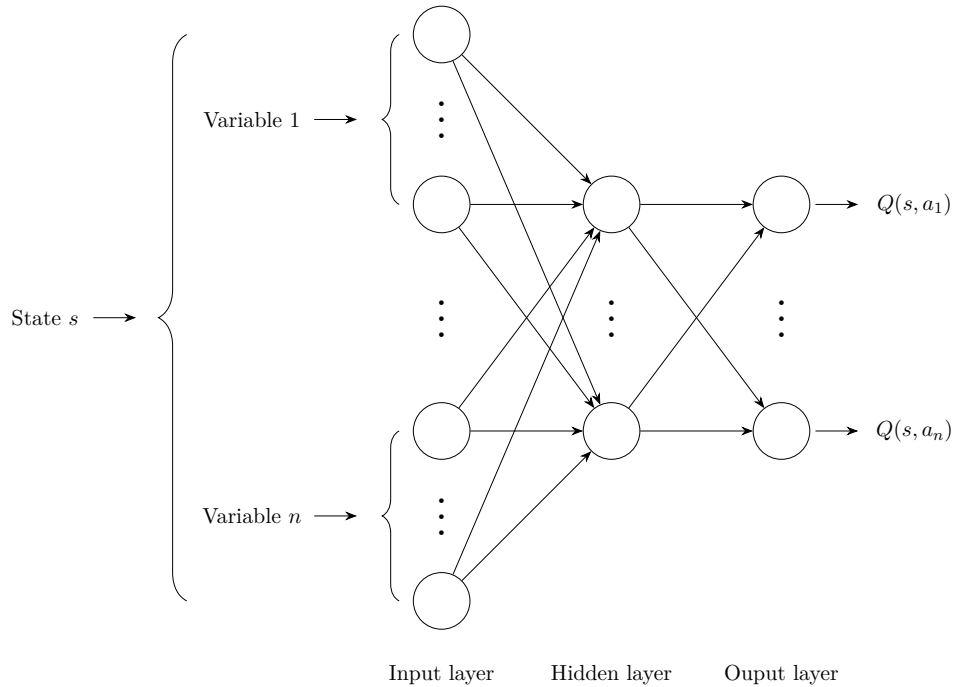 Variable 1
Q(s, a₁)
State s
Q(s, aₙ)
Variable n
Input layer
Hidden layer
Ouput layer